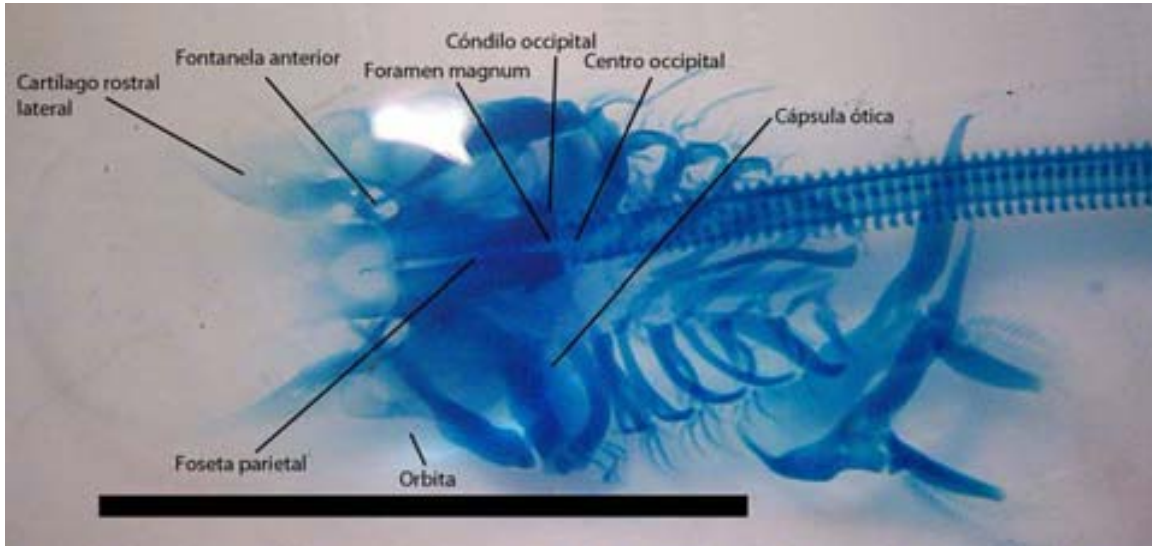 Cóndilo occipital
Fontanela anterior
Foramen magnum
Centro occipital
Cartílago rostral
lateral
Cápsula ótica
Foseta parietal
Orbita